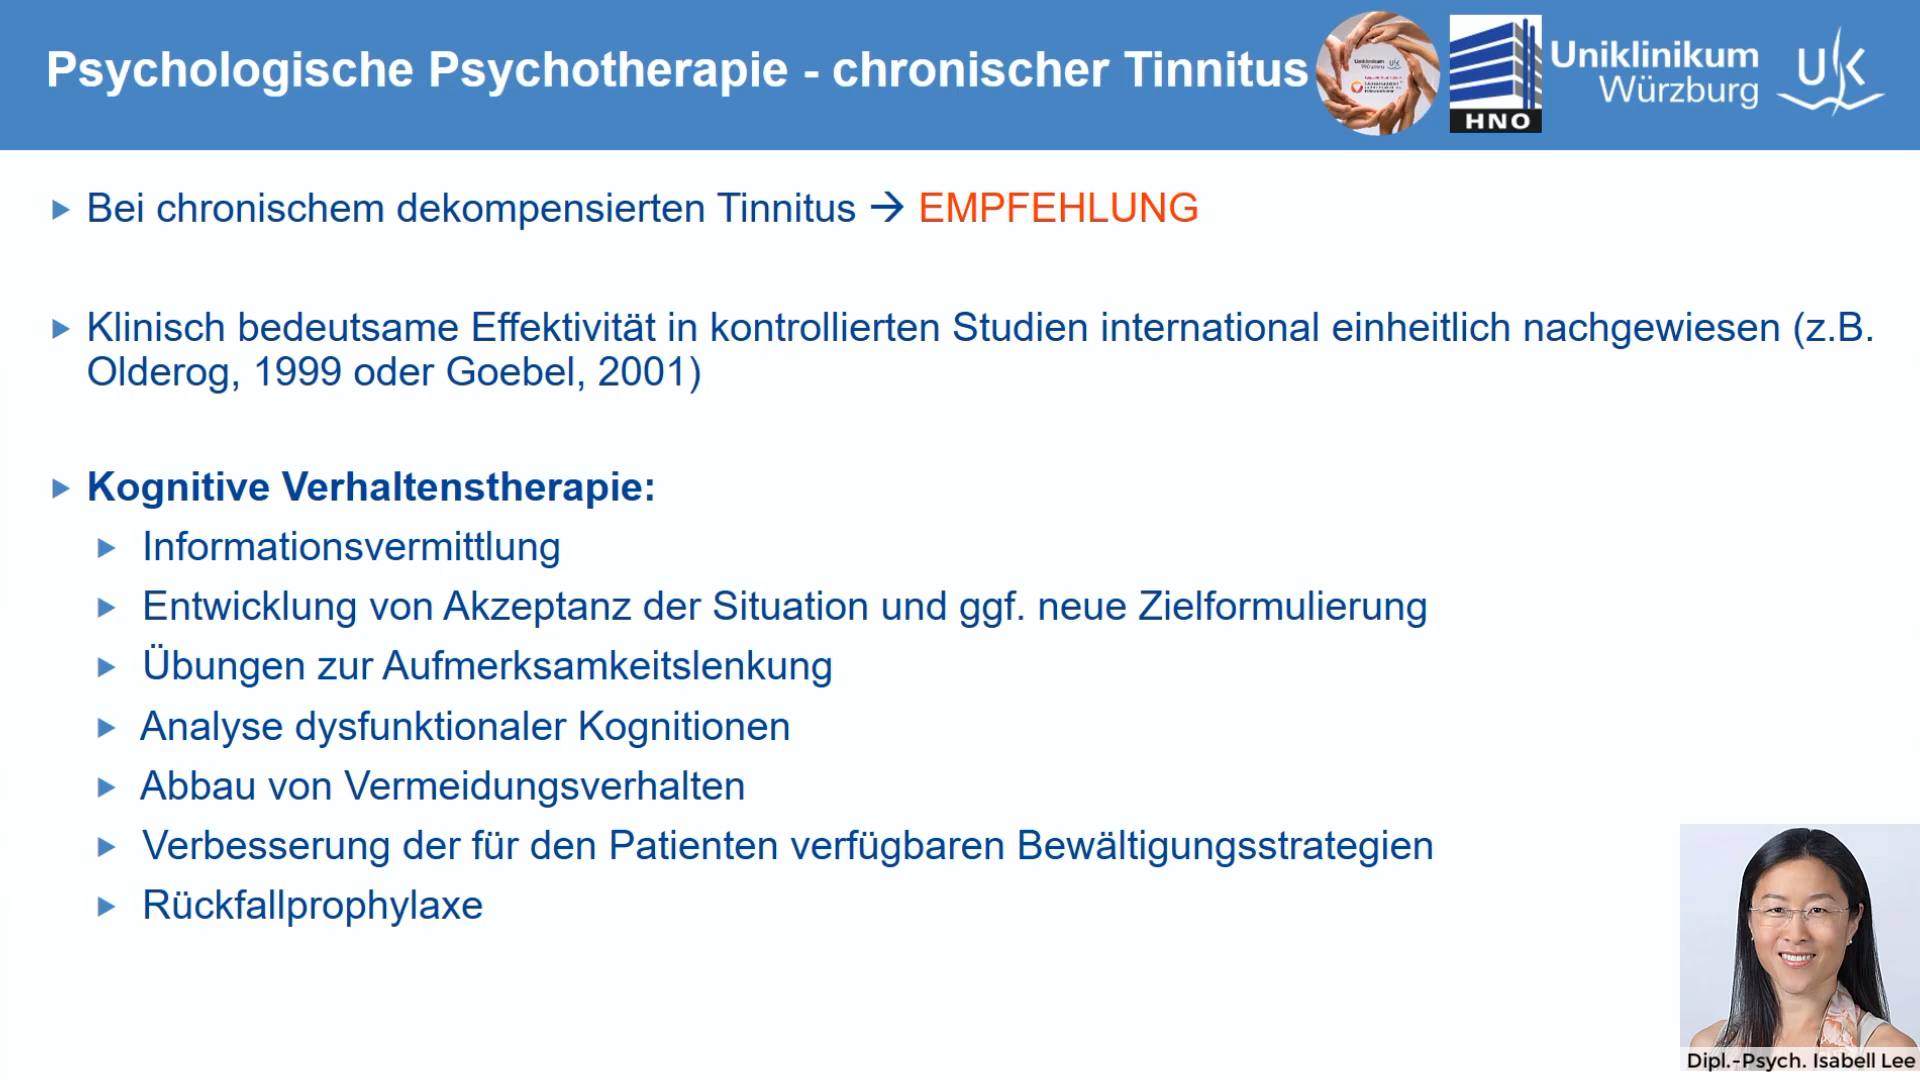 Psychologische Psychotherapie - chronischer Tinnitus
Uniklinikum
Würzburg
HNO
Uniklinikum
Würzburg
Bei chronischem dekompensierten Tinnitus → EMPFEHLUNG
Klinisch bedeutsame Effektivität in kontrollierten Studien international einheitlich nachgewiesen (z.B.
Olderog, 1999 oder Goebel, 2001)
Kognitive Verhaltenstherapie:
Informationsvermittlung
Entwicklung von Akzeptanz der Situation und ggf. neue Zielformulierung
Übungen zur Aufmerksamkeitslenkung
Analyse dysfunktionaler Kognitionen
Abbau von Vermeidungsverhalten
Verbesserung der für den Patienten verfügbaren Bewältigungsstrategien
Rückfallprophylaxe
Dipl.-Psych. Isabell Lee